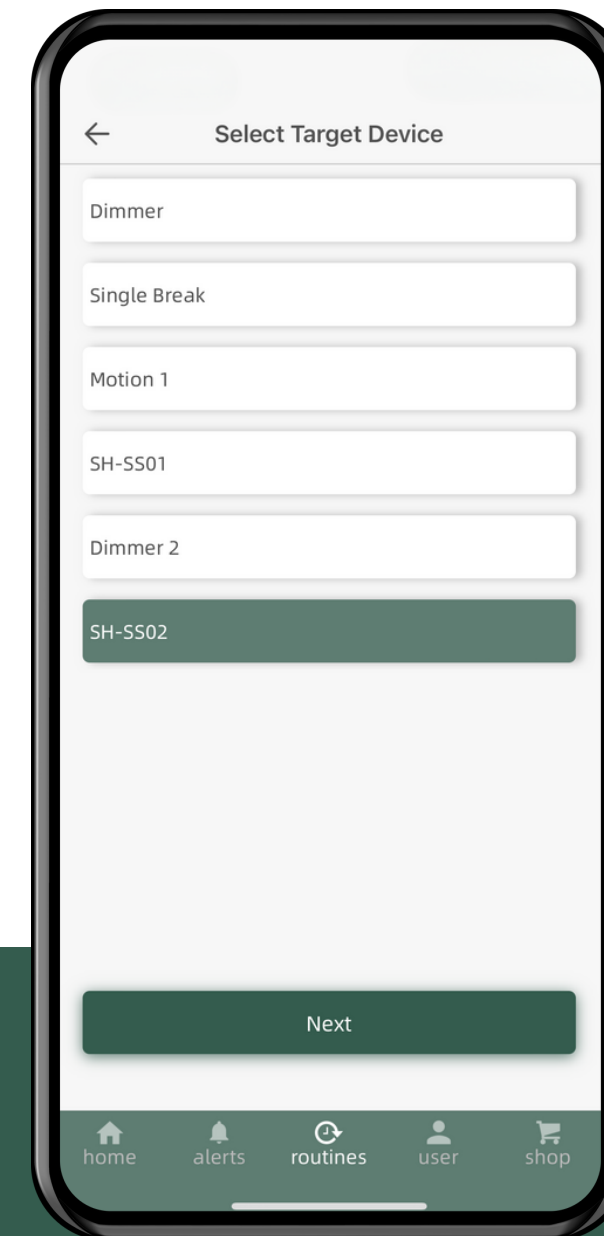 Select Target Device
Dimmer
Single Break
Motion 1
SH-SS01
Dimmer 2
SH-SS02
Next
home alerts routines user shop